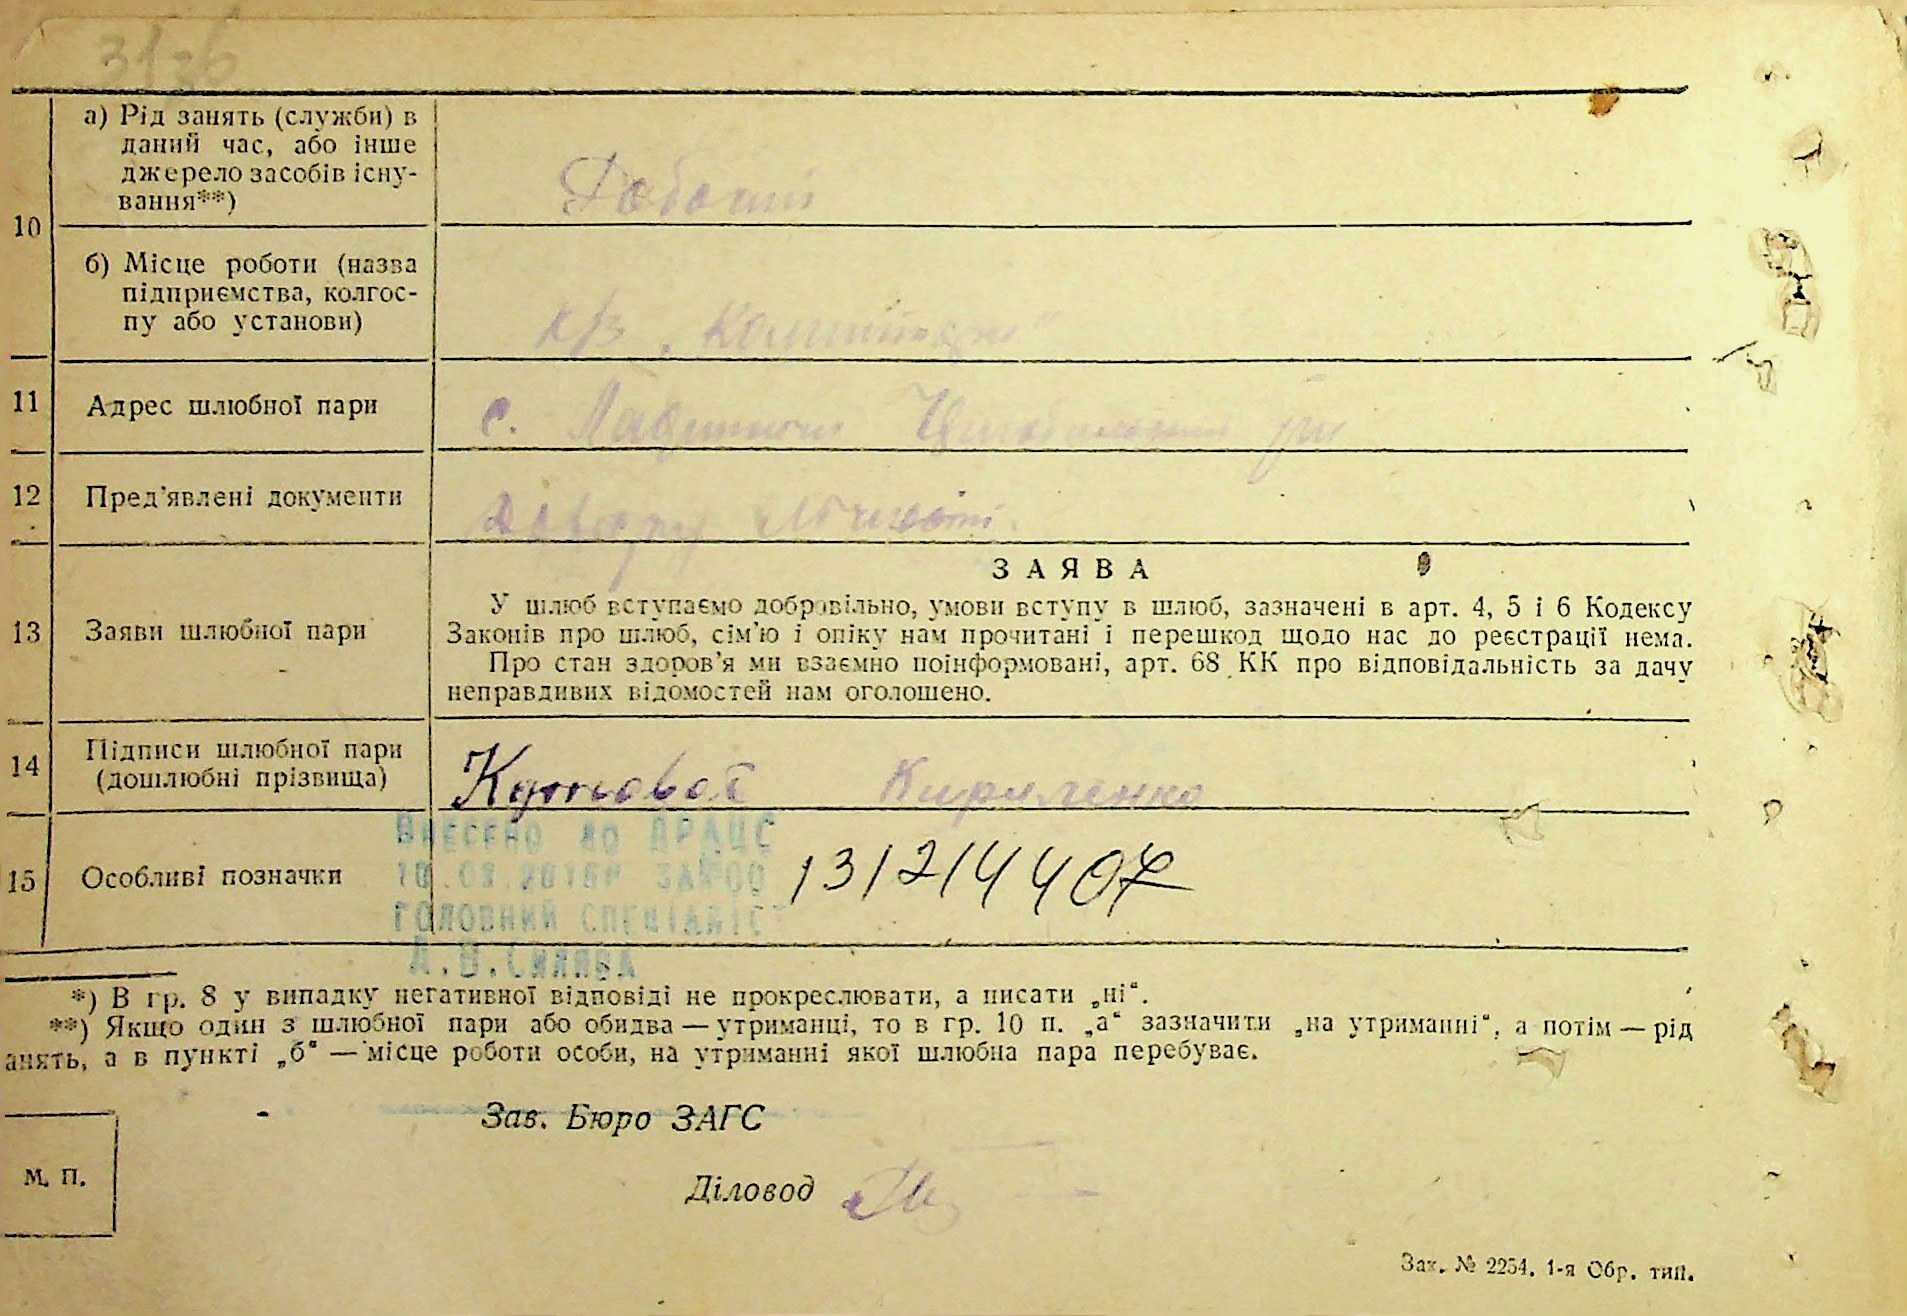 а) Рід занять (служби) в
даний час, або інше
джерело засобів існу-
вання**)
10
б) Місце роботи (назва
підприємства, колгос-
пу або установи)
к/з
11 Адрес шлюбної пари с.
12 Пред'явлені документи
ЗАЯВА
У шлюб вступаємо добровільно, умови вступу в шлюб, зазначені в арт. 4, 5 і 6 Кодексу
13 Заяви шлюбної пари Законів про шлюб, сім'ю і опіку нам прочитані і перешкод щодо нас до реєстрації нема.
Про стан здоров'я ми взаємно поінформовані, арт. 68 КК про відповідальність за дачу
неправдивих відомостей нам оголошено.
14 Підписи шлюбної пари
(дошлюбні прізвища)
Кутовой Кириленко
ВНЕСЕНО до ДРАЦС
15 Особливі позначки
ГОЛОВНИЙ СПЕЦІАЛІСТ
*) В гр. 8 у випадку негативної відповіді не прокреслювати, а писати „ні“.
**) Якщо один з шлюбної пари або обидва — утриманці, то в гр. 10 п. „а“ зазначити „на утриманні“, а потім — рід
анять, а в пункті „б“ — місце роботи особи, на утриманні якої шлюбна пара перебуває.
Зав. Бюро ЗАГС
М. П.
Діловод
Зак. № 2254. 1-я Обр. тип.